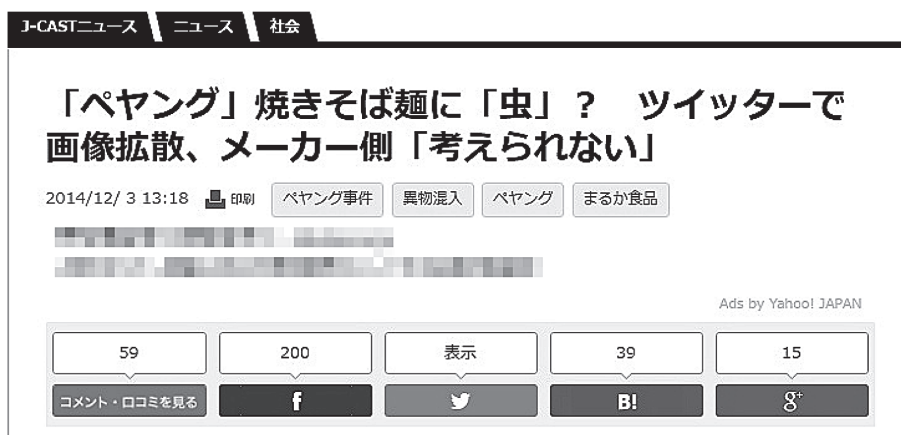 J-CASTニュース ニュース 社会
「ペヤング」焼きそば麺に「虫」？ ツイッターで
画像拡散、メーカー側「考えられない」
2014/12/ 3 13:18 印刷 ペヤング事件 異物混入 ペヤング まるか食品
Ads by Yahoo! JAPAN
59 200 表示 39 15
コメント・口コミを見る f B! g+